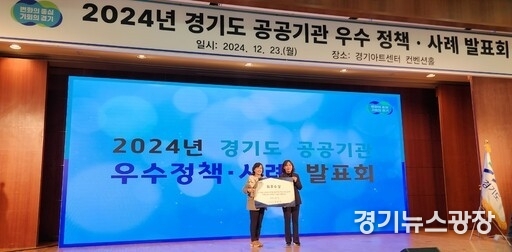 변화의 중심
기회의 경기
2024년 경기도 공공기관 우수 정책 · 사례 발표회
일시: 2024. 12. 23.(월)
장소: 경기아트센터 컨벤션홀
2024년 경기도 공공기관
우수정책·사례 발표회
경기도
경기뉴스광장